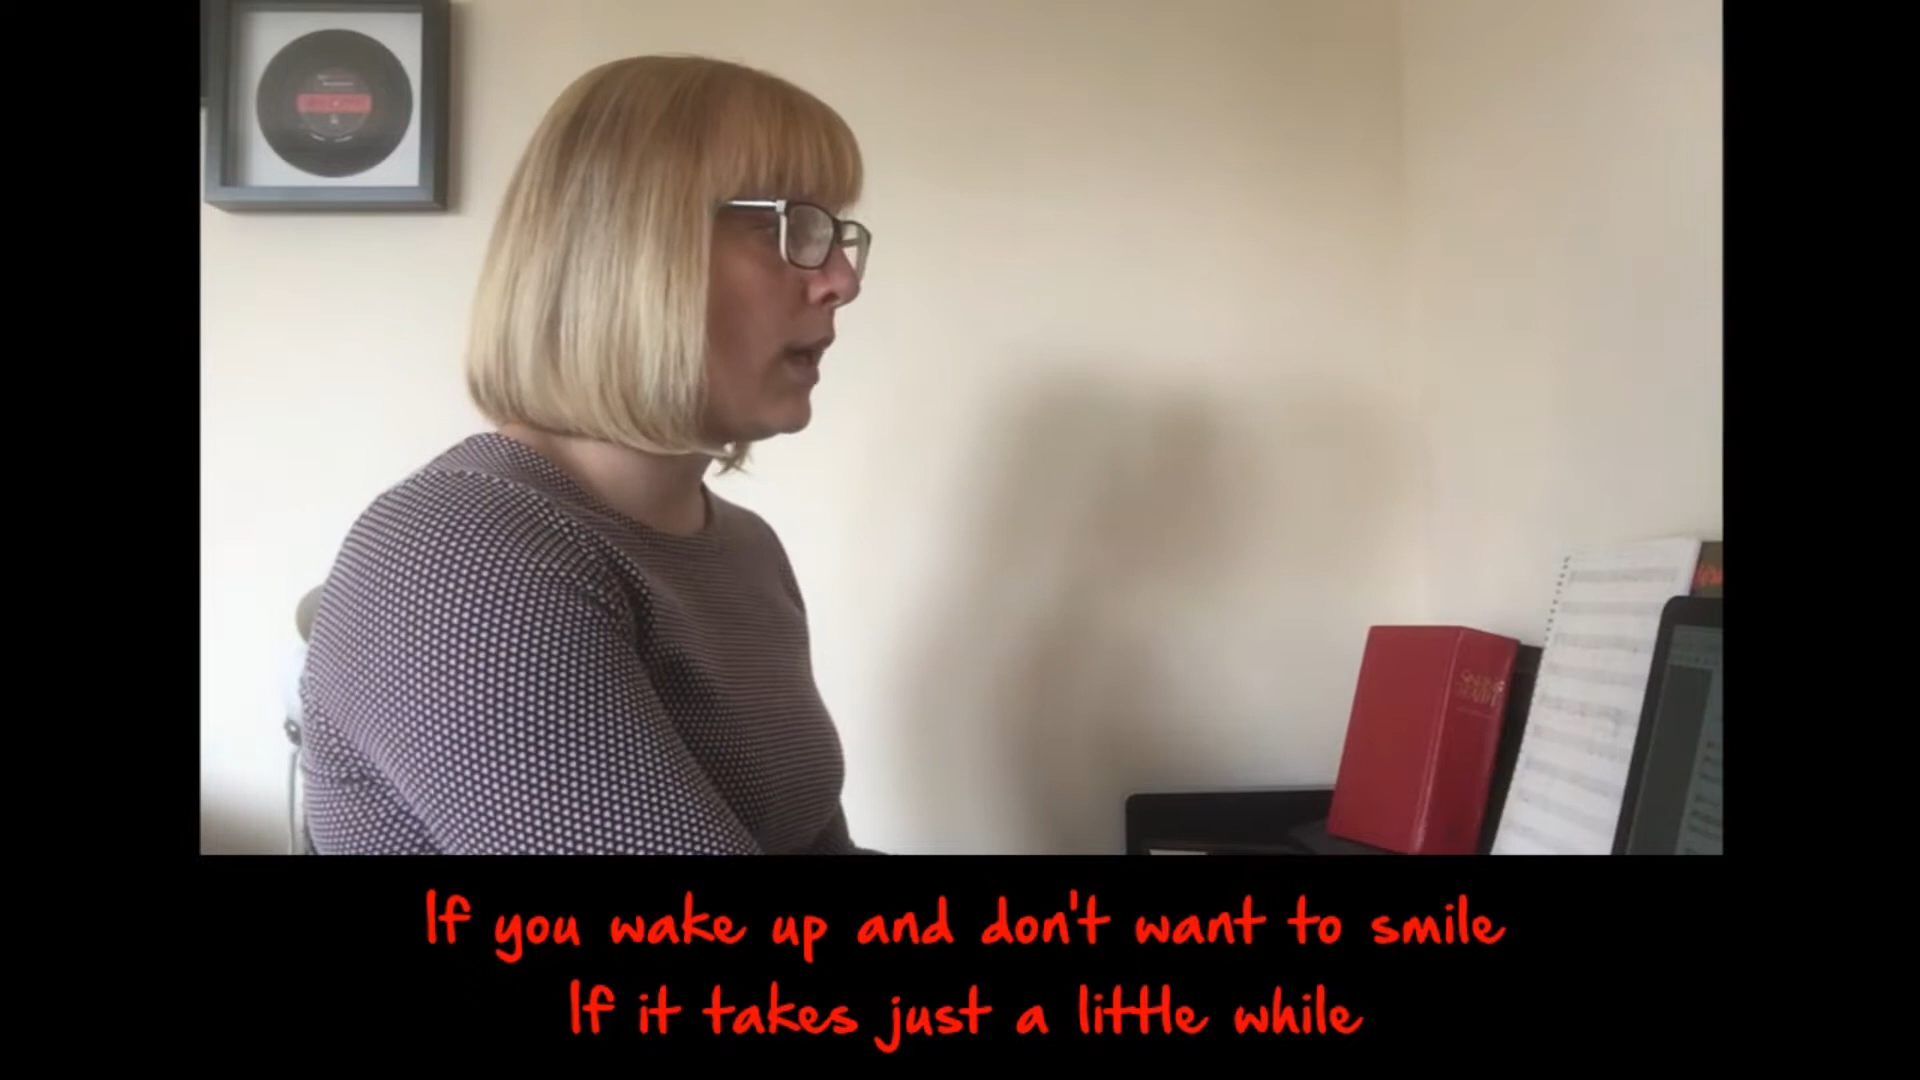 If you wake up and don't want to smile
If it takes just a little while